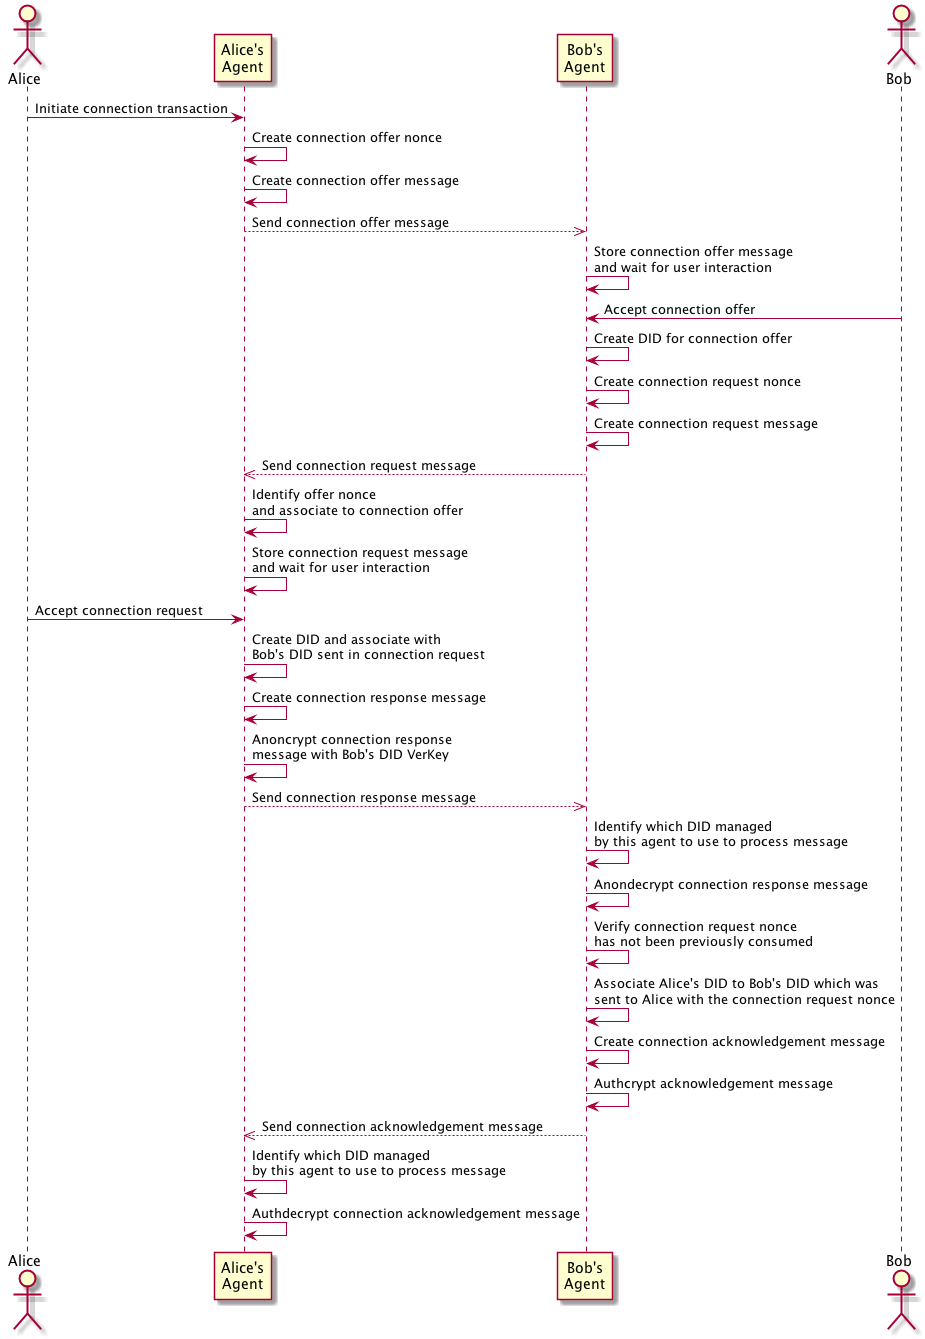 Alice
Alice's
Agent
Bob's
Agent
Bob
Initiate connection transaction
Create connection offer nonce
Create connection offer message
Send connection offer message
Store connection offer message
and wait for user interaction
Accept connection offer
Create DID for connection offer
Create connection request nonce
Create connection request message
Send connection request message
Identify offer nonce
and associate to connection offer
Store connection request message
and wait for user interaction
Accept connection request
Create DID and associate with
Bob's DID sent in connection request
Create connection response message
Anoncrypt connection response
message with Bob's DID VerKey
Send connection response message
Identify which DID managed
by this agent to use to process message
Anondecrypt connection response message
Verify connection request nonce
has not been previously consumed
Associate Alice's DID to Bob's DID which was
sent to Alice with the connection request nonce
Create connection acknowledgement message
Authcrypt acknowledgement message
Send connection acknowledgement message
Identify which DID managed
by this agent to use to process message
Authdecrypt connection acknowledgement message
Alice
Alice's
Agent
Bob's
Agent
Bob